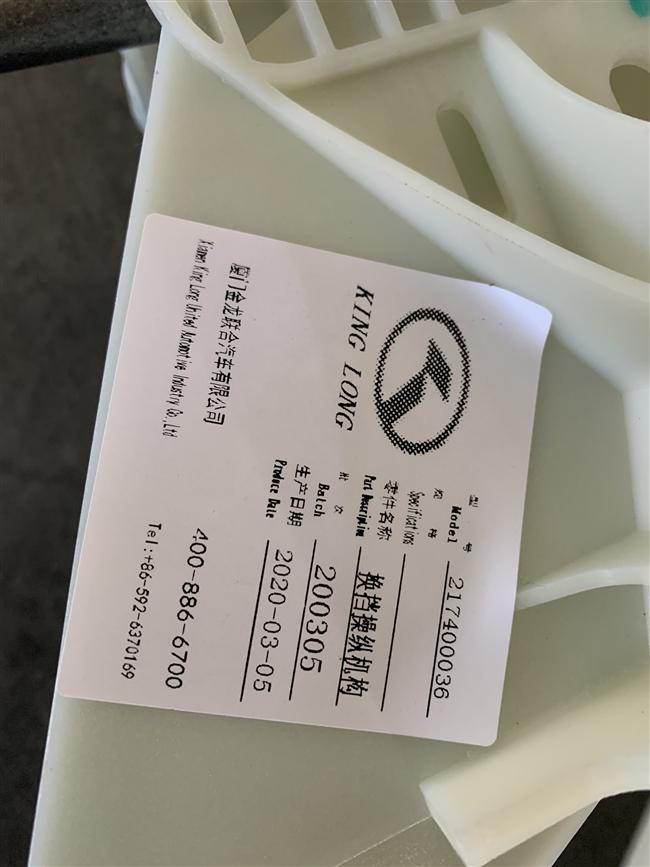 KING LONG
型 号
Model 217400036
规 格
Specifications
零件名称
Part Description 换挡操纵机构
批 次
Batch 200305
生产日期
Produce Date 2020-03-05
厦门金龙联合汽车有限公司
Xiamen King Long United Automotive Industry Co.,Ltd
400-886-6700
Tel:+86-592-6370169